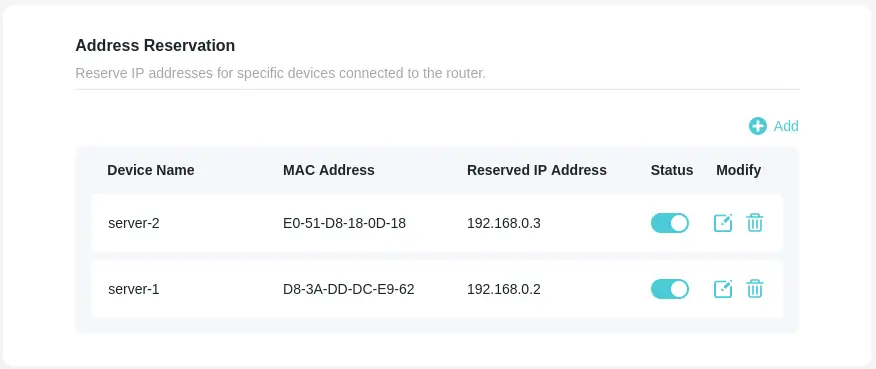 Address Reservation
Reserve IP addresses for specific devices connected to the router.
Add
Device Name MAC Address Reserved IP Address Status Modify
server-2 E0-51-D8-18-0D-18 192.168.0.3
server-1 D8-3A-DD-DC-E9-62 192.168.0.2